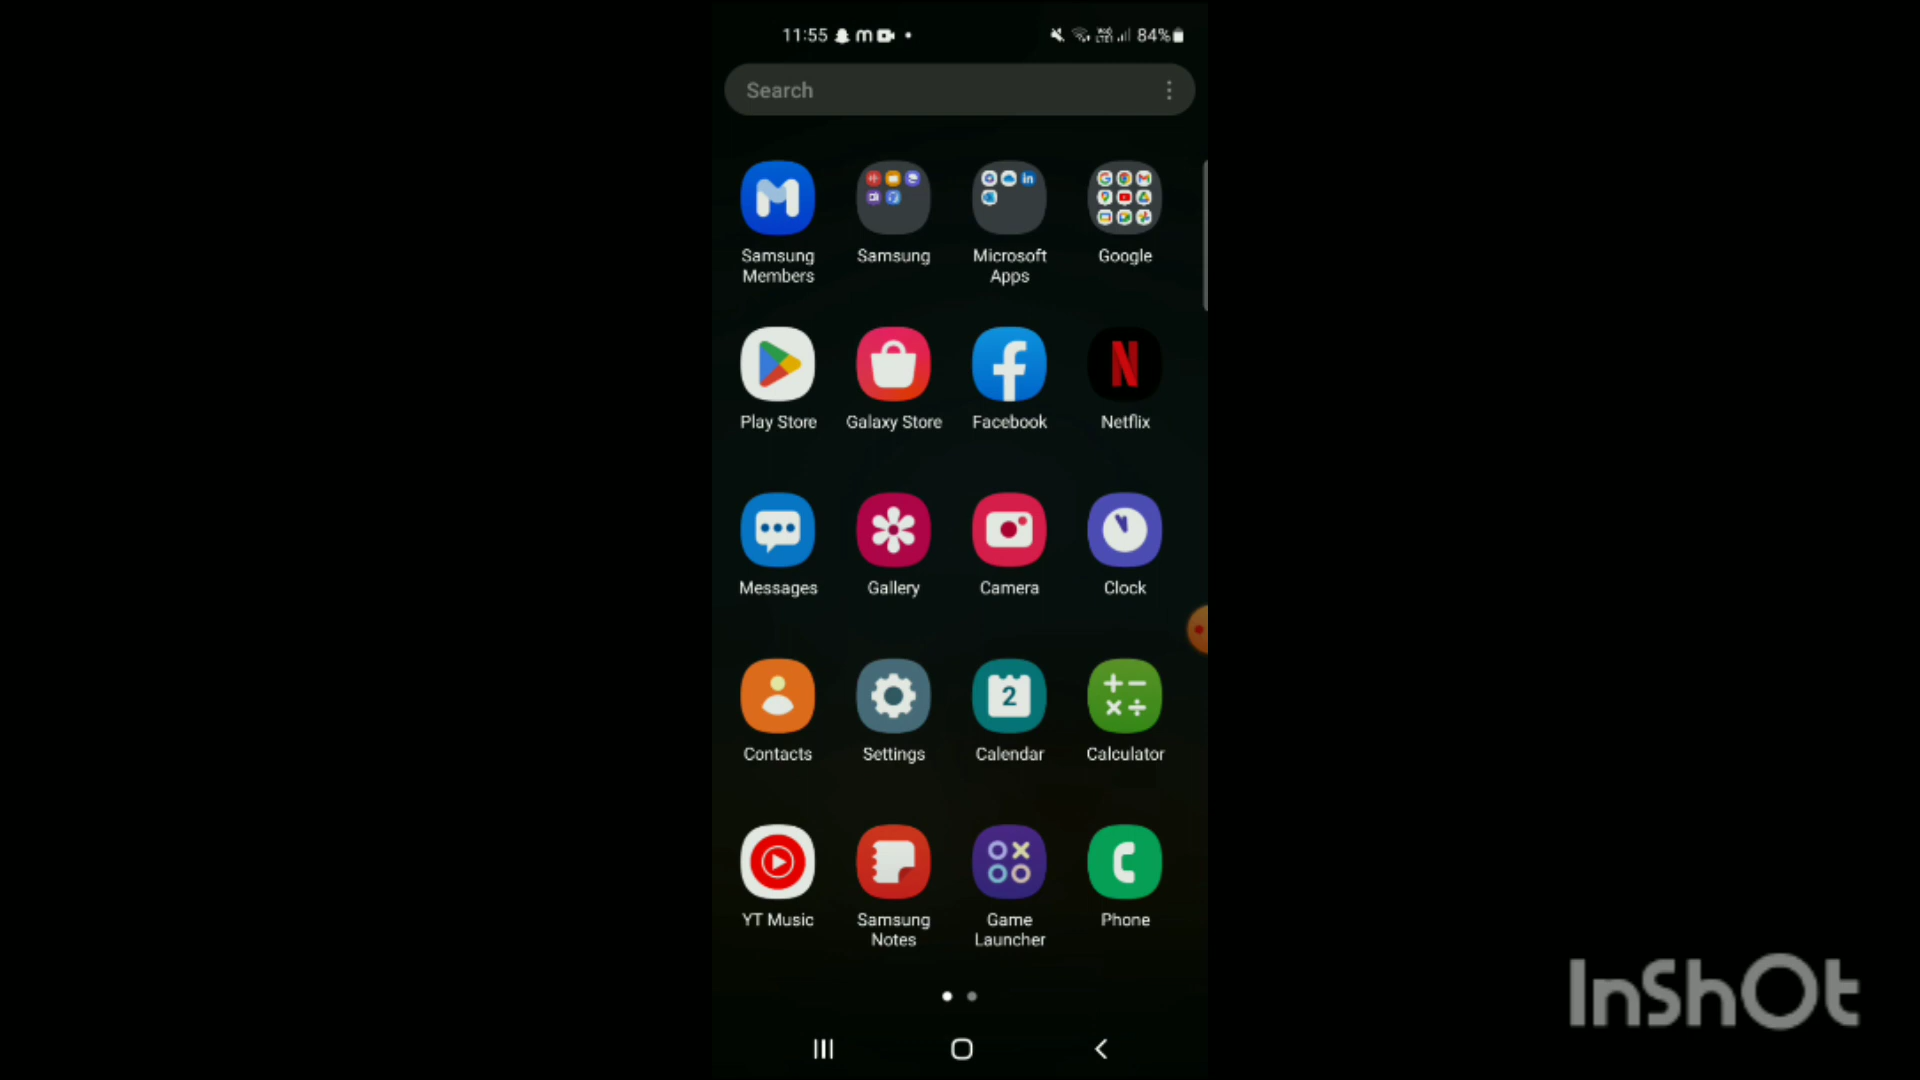 11:55
84%
Search
Samsung Members
Samsung
Microsoft Apps
Google
Play Store
Galaxy Store
Facebook
Netflix
Messages
Gallery
Camera
Clock
Contacts
Settings
2
Calendar
Calculator
YT Music
Samsung Notes
Game Launcher
Phone
InShOt